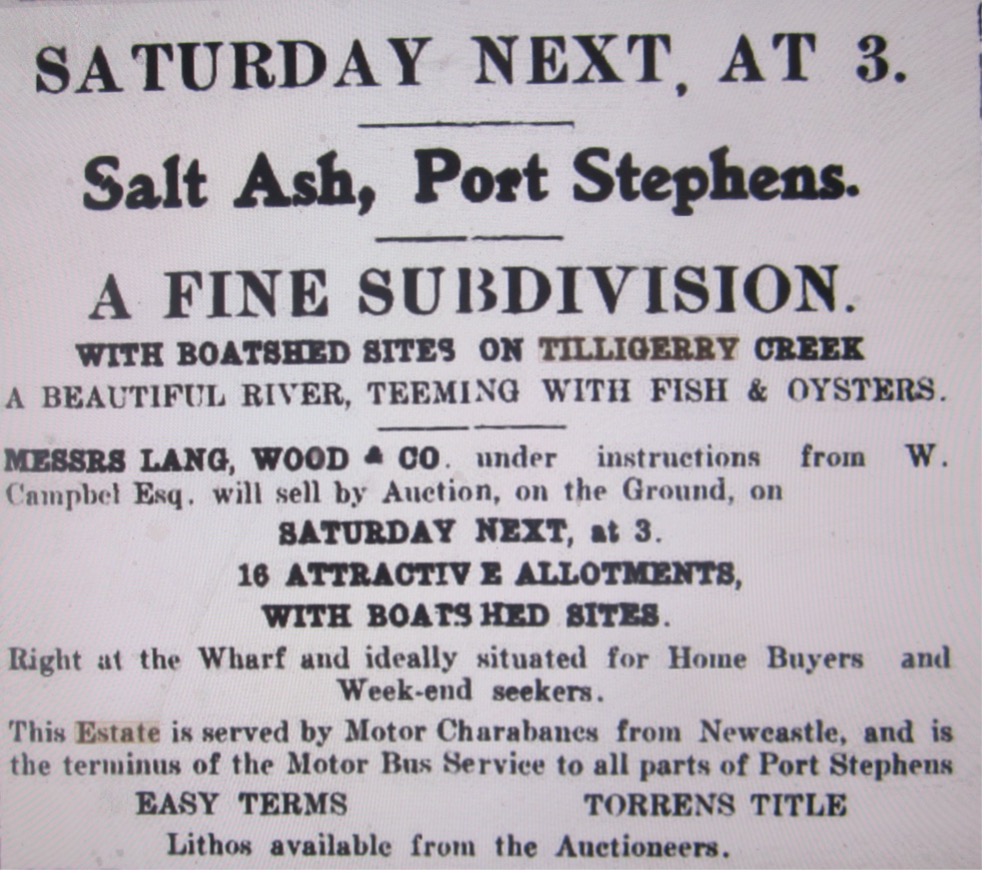 SATURDAY NEXT, AT 3.
Salt Ash, Port Stephens.
A FINE SUBDIVISION.
WITH BOATSHED SITES ON TILLIGERRY CREEK
A BEAUTIFUL RIVER, TEEMING WITH FISH & OYSTERS.
MESSRS LANG, WOOD & CO. under instructions from W.
Campbel Esq. will sell by Auction, on the Ground, on
SATURDAY NEXT, at 3.
16 ATTRACTIVE ALLOTMENTS,
WITH BOATSHED SITES.
Right at the Wharf and ideally situated for Home Buyers and
Week-end seekers.
This Estate is served by Motor Charabancs from Newcastle, and is
the terminus of the Motor Bus Service to all parts of Port Stephens
EASY TERMS TORRENS TITLE
Lithos available from the Auctioneers.